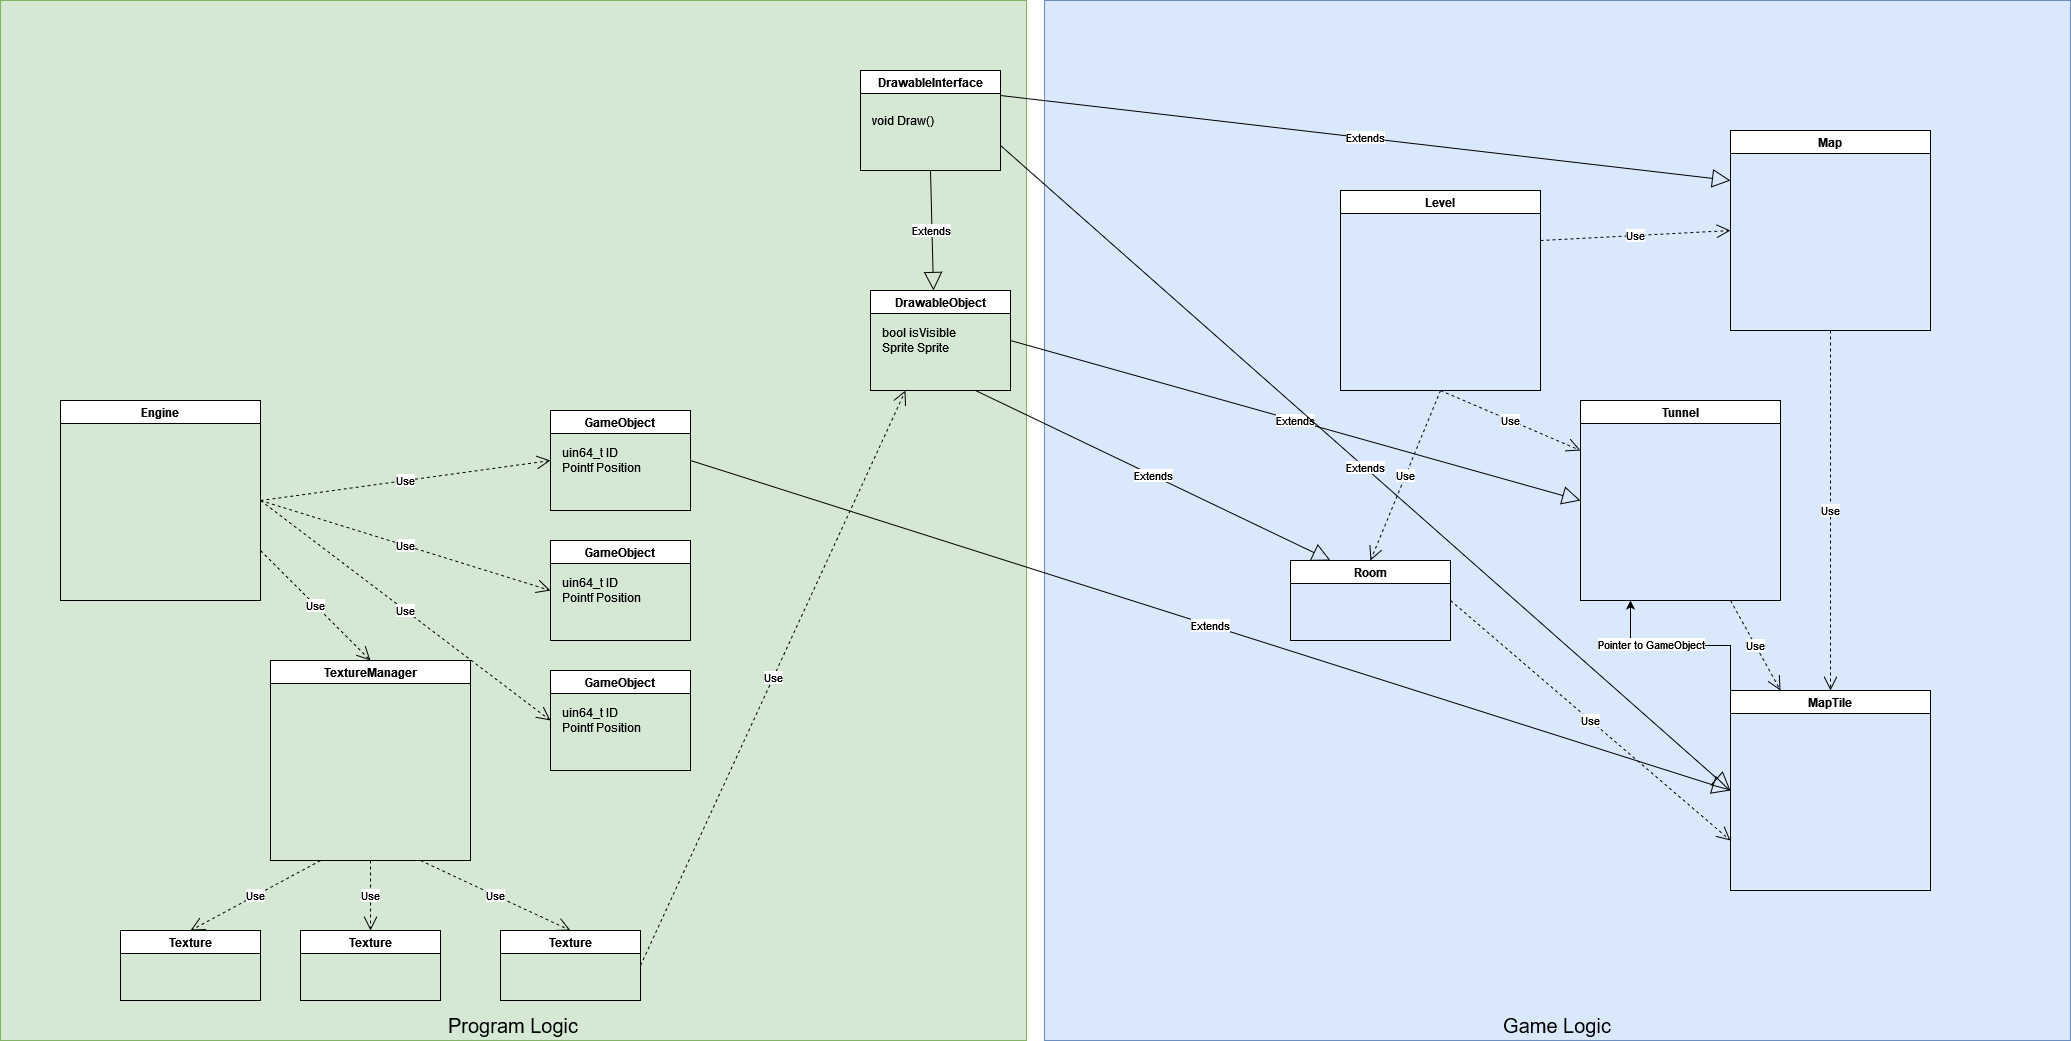 DrawableInterface
void Draw()
Extends
Map
Level
Use
Extends
DrawableObject
bool isVisible
Sprite Sprite
Engine
GameObject
uin64_t ID
Pointf Position
Use
Extends
Use
Tunnel
Extends
Extends
Use
Use
Use
GameObject
uin64_t ID
Pointf Position
Room
Use
Use
Extends
Pointer to GameObject
Use
TextureManager
GameObject
uin64_t ID
Pointf Position
Use
MapTile
Use
Use
Use
Use
Texture
Texture
Texture
Program Logic
Game Logic